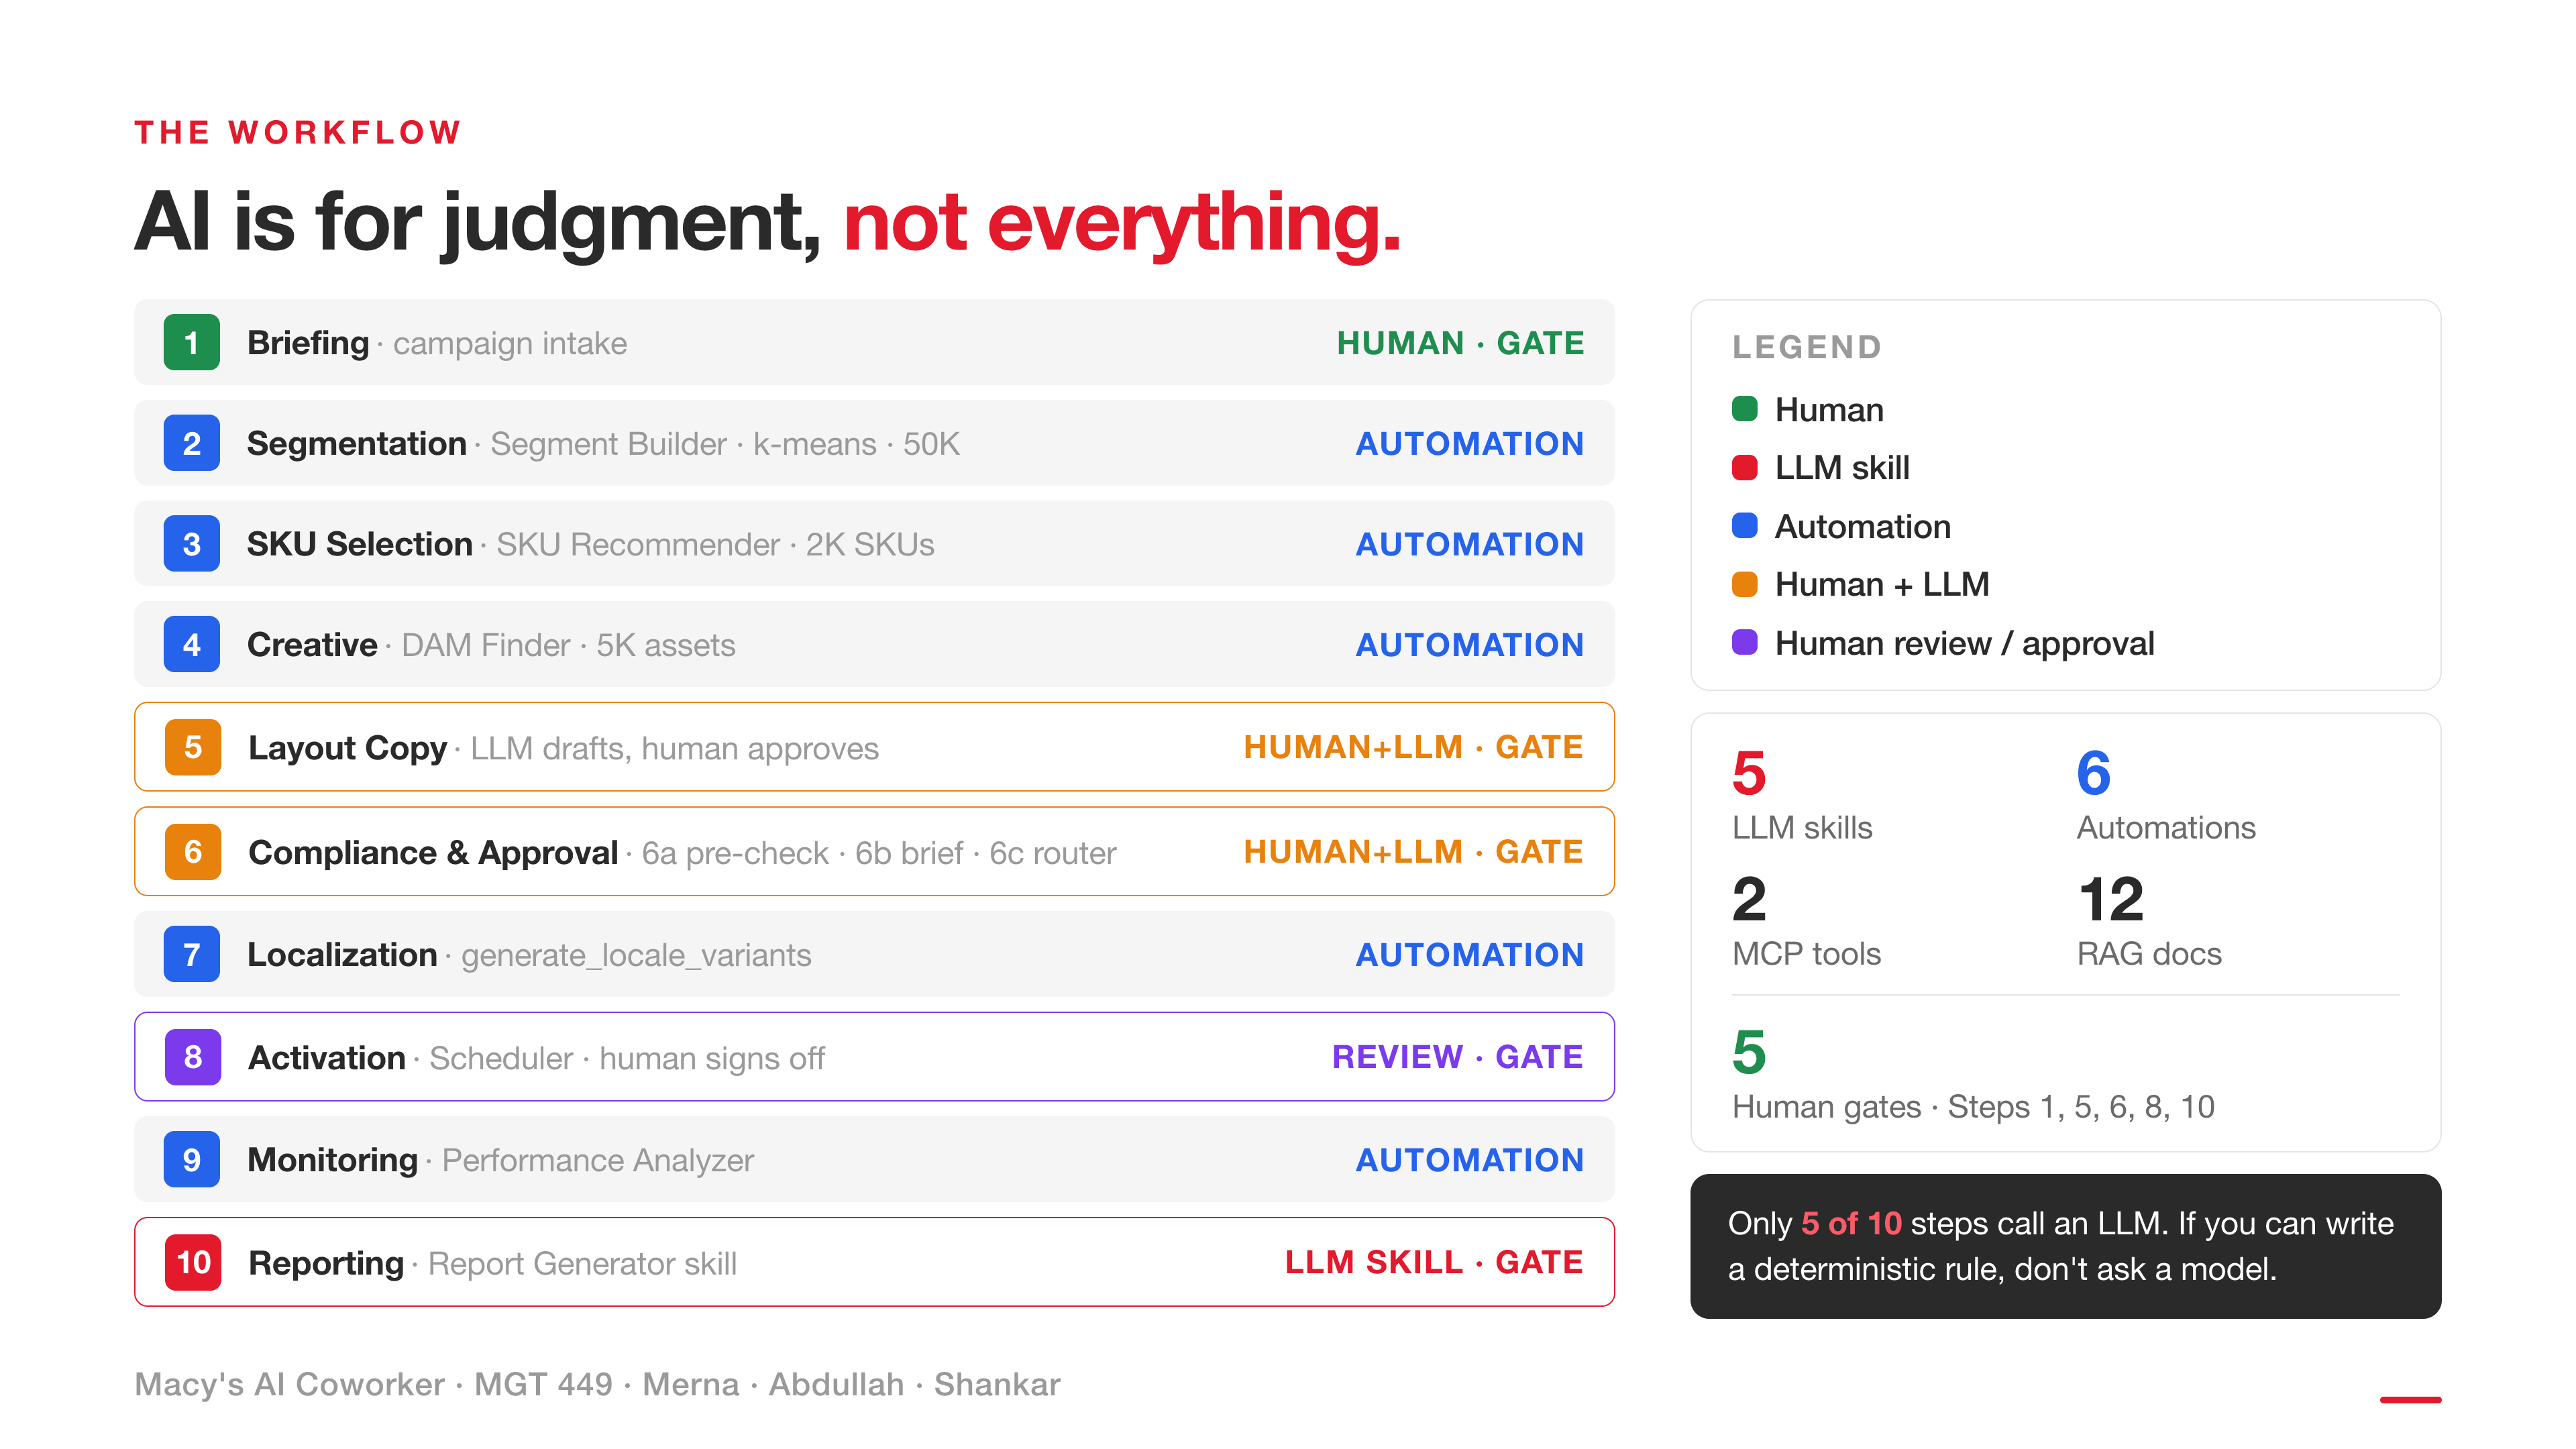 THE WORKFLOW
AI is for judgment, not everything.
1 Briefing · campaign intake HUMAN · GATE
2 Segmentation · Segment Builder · k-means · 50K AUTOMATION
3 SKU Selection · SKU Recommender · 2K SKUs AUTOMATION
4 Creative · DAM Finder · 5K assets AUTOMATION
5 Layout Copy · LLM drafts, human approves HUMAN+LLM · GATE
6 Compliance & Approval · 6a pre-check · 6b brief · 6c router HUMAN+LLM · GATE
7 Localization · generate_locale_variants AUTOMATION
8 Activation · Scheduler · human signs off REVIEW · GATE
9 Monitoring · Performance Analyzer AUTOMATION
10 Reporting · Report Generator skill LLM SKILL · GATE
LEGEND
Human
LLM skill
Automation
Human + LLM
Human review / approval
5 6
LLM skills Automations
2 12
MCP tools RAG docs
5
Human gates · Steps 1, 5, 6, 8, 10
Only 5 of 10 steps call an LLM. If you can write
a deterministic rule, don't ask a model.
Macy's AI Coworker · MGT 449 · Merna · Abdullah · Shankar